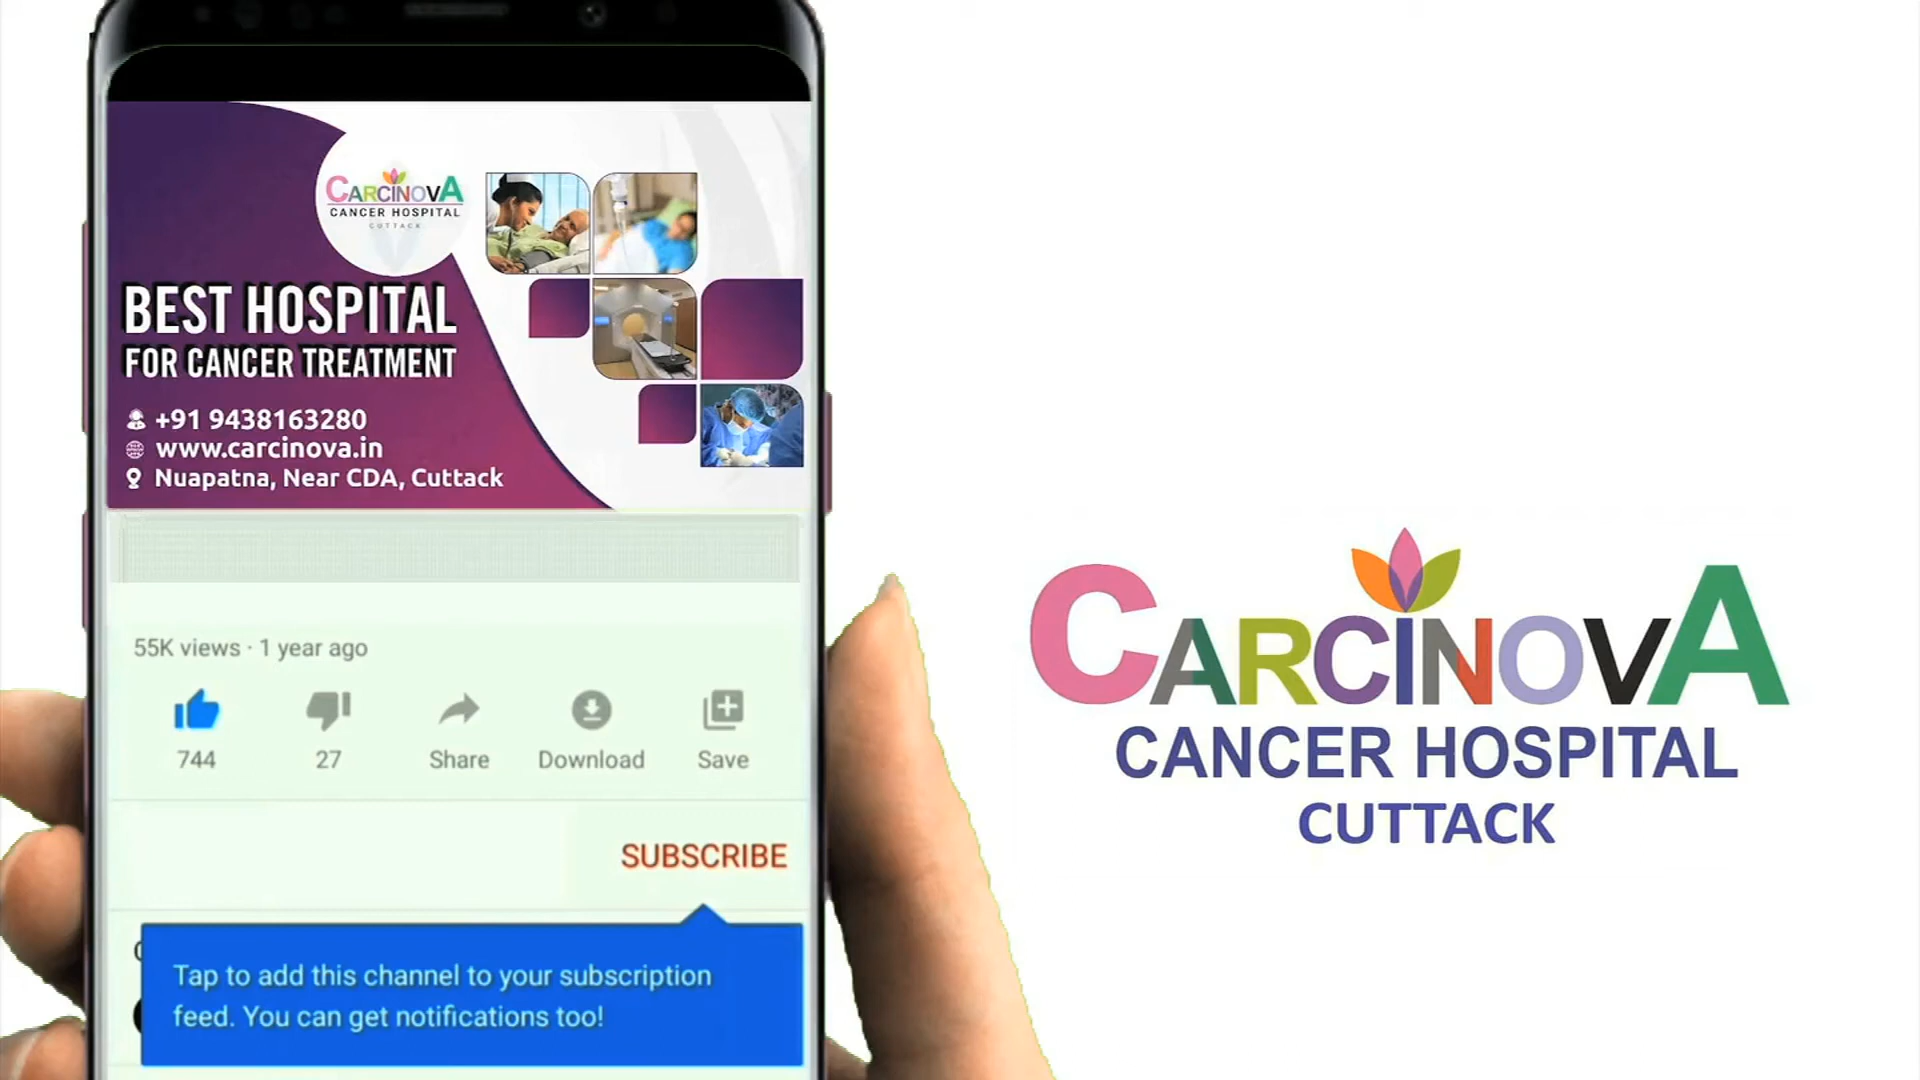 CARCINOVA
CANCER HOSPITAL
CUTTACK
BEST HOSPITAL
FOR CANCER TREATMENT
+91 9438163280
www.carcinova.in
Nuapatna, Near CDA, Cuttack
55K views · 1 year ago
744
27
Share
Download
Save
SUBSCRIBE
Tap to add this channel to your subscription
feed. You can get notifications too!
CARCINOVA
CANCER HOSPITAL
CUTTACK